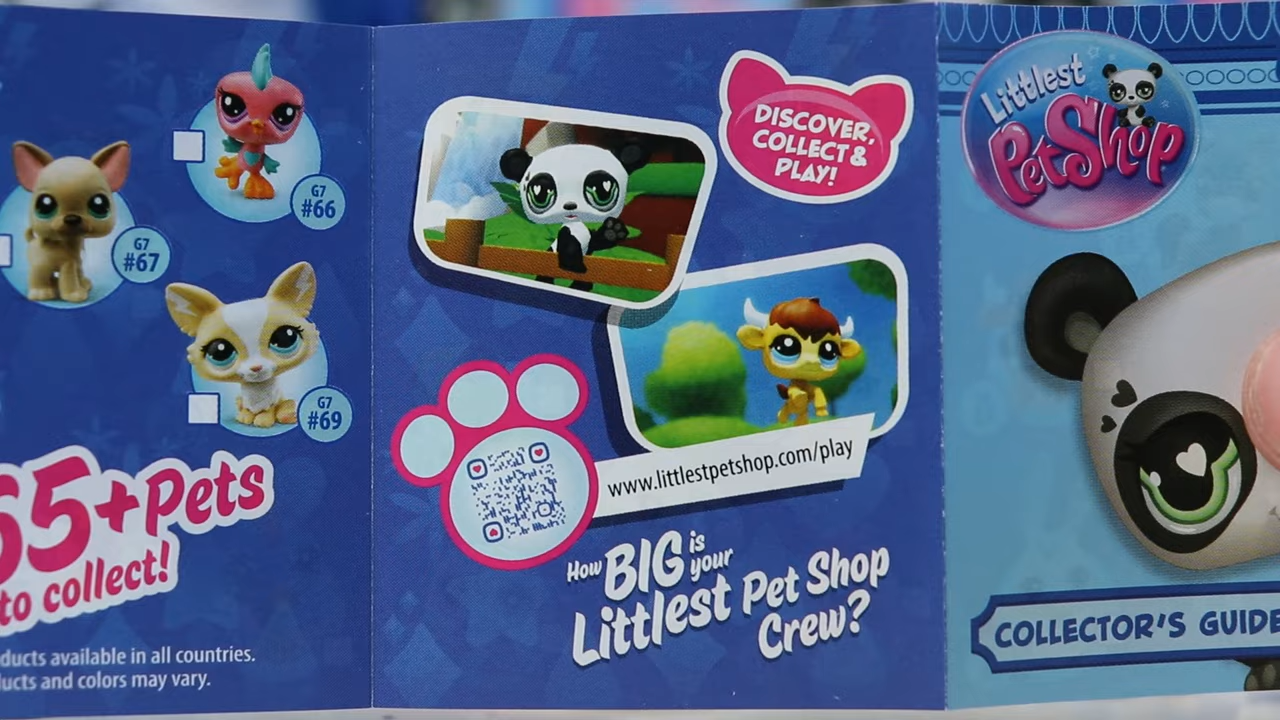 G7
#66
G7
#67
G7
#69
65+Pets
to collect!
ducts available in all countries.
ucts and colors may vary.
DISCOVER,
COLLECT &
PLAY!
www.littlestpetshop.com/play
How BIG is your
Littlest Pet Shop
Crew?
Littlest
PetShop
COLLECTOR'S GUIDE